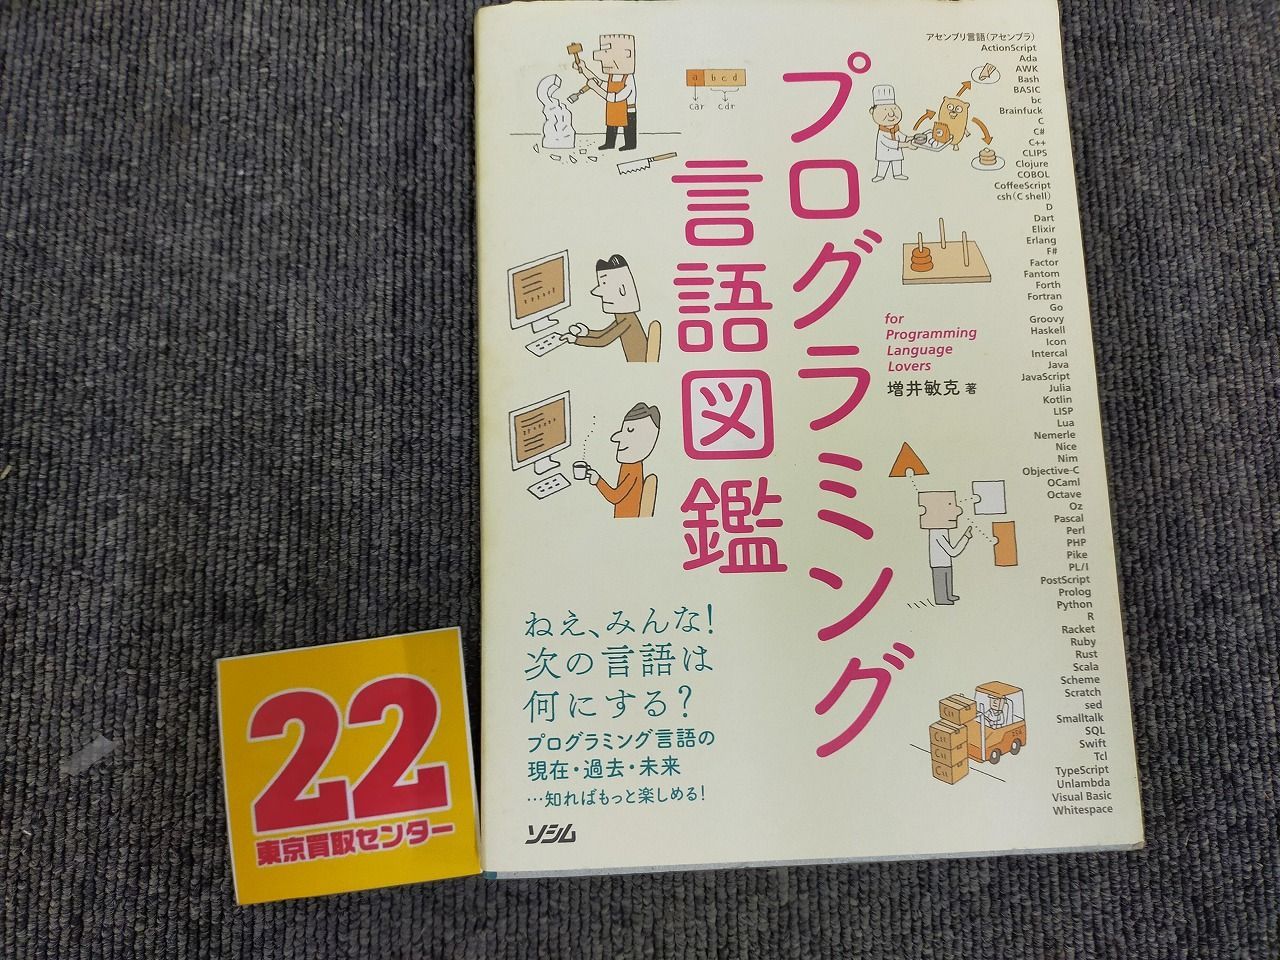 プログラミング
言語図鑑
for
Programming
Language
Lovers
増井敏克 著
a b c d
car cdr
ねえ、みんな!
次の言語は
何にする?
プログラミング言語の
現在・過去・未来
…知ればもっと楽しめる!
ソシム
アセンブリ言語(アセンブラ)
ActionScript
Ada
AWK
Bash
BASIC
bc
Brainfuck
C
C#
C++
CLIPS
Clojure
COBOL
CoffeeScript
csh(C shell)
D
Dart
Elixir
Erlang
F#
Factor
Fantom
Forth
Fortran
Go
Groovy
Haskell
Icon
Intercal
Java
JavaScript
Julia
Kotlin
LISP
Lua
Nemerle
Nice
Nim
Objective-C
OCaml
Octave
Oz
Pascal
Perl
PHP
Pike
PL/I
PostScript
Prolog
Python
R
Racket
Ruby
Rust
Scala
Scheme
Scratch
sed
Smalltalk
SQL
Swift
Tcl
TypeScript
Unlambda
Visual Basic
Whitespace
22
東京買取センター